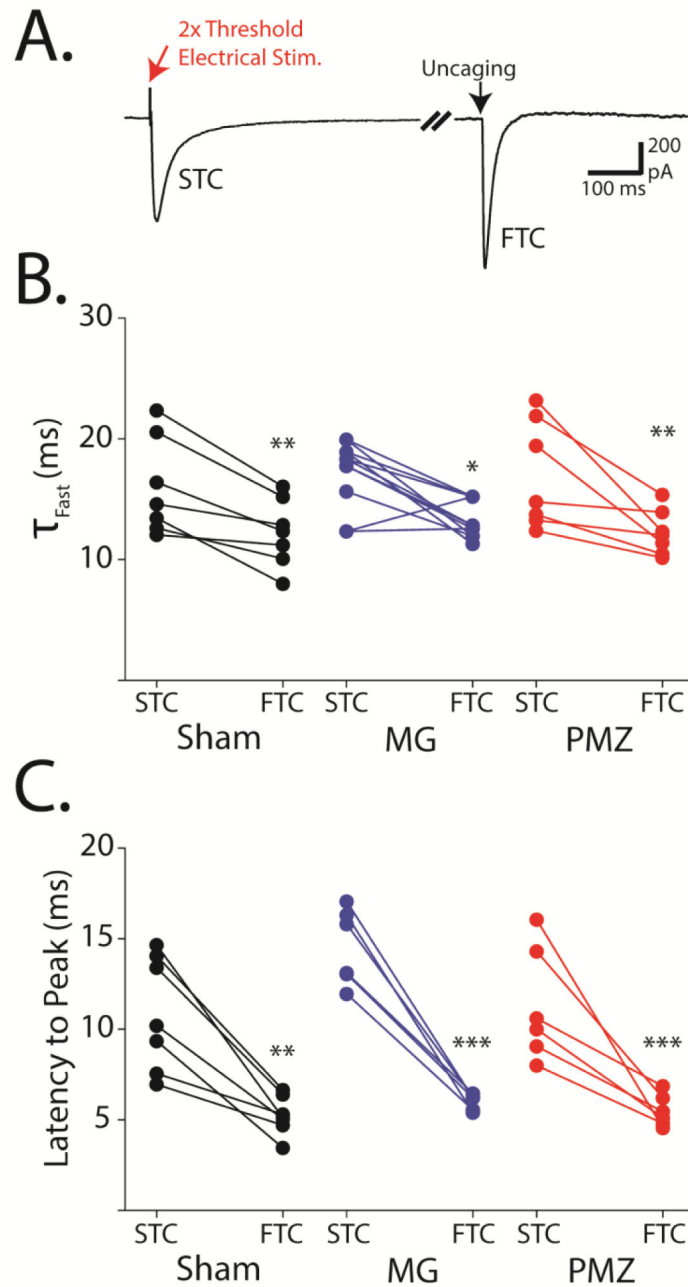 A.
2x Threshold
Electrical Stim.
Uncaging
STC
FTC
200
pA
100 ms
B.
30
20
10
τFast (ms)
**
*
**
STC FTC STC FTC STC FTC
Sham MG PMZ
C.
20
15
10
5
Latency to Peak (ms)
**
***
***
STC FTC STC FTC STC FTC
Sham MG PMZ